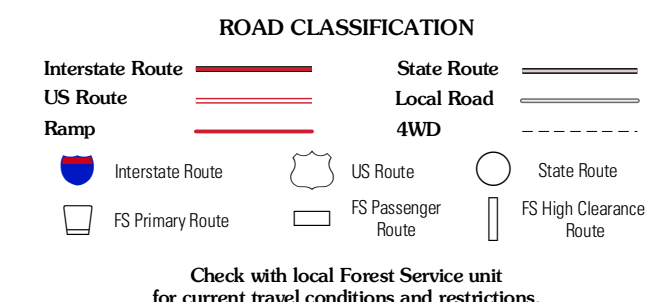 ROAD CLASSIFICATION
Interstate Route
State Route
US Route
Local Road
Ramp
4WD
Interstate Route
US Route
State Route
FS Primary Route
FS Passenger
Route
FS High Clearance
Route
Check with local Forest Service unit
for current travel conditions and restrictions.